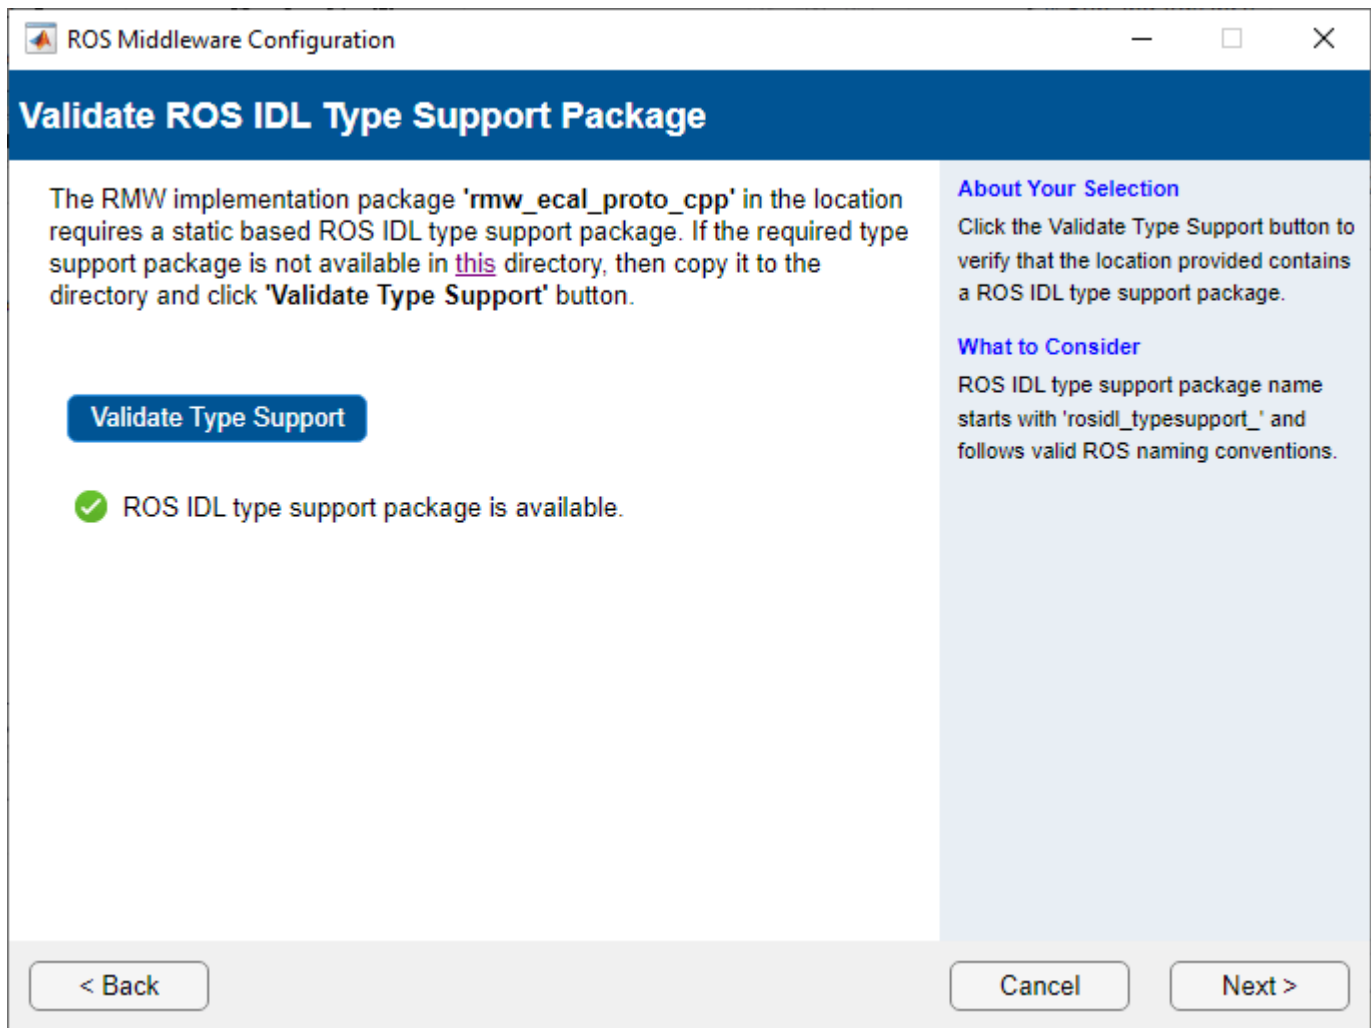 ROS Middleware Configuration
Validate ROS IDL Type Support Package
The RMW implementation package 'rmw_ecal_proto_cpp' in the location
requires a static based ROS IDL type support package. If the required type
support package is not available in this directory, then copy it to the
directory and click 'Validate Type Support' button.
Validate Type Support
ROS IDL type support package is available.
About Your Selection
Click the Validate Type Support button to
verify that the location provided contains
a ROS IDL type support package.
What to Consider
ROS IDL type support package name
starts with 'rosidl_typesupport_' and
follows valid ROS naming conventions.
< Back
Cancel
Next >